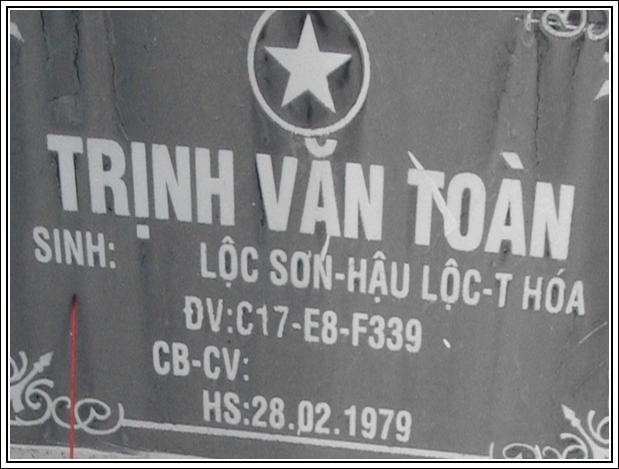 TRỊNH VĂN TOÀN
SINH: LỘC SƠN-HẬU LỘC-T HÓA
ĐV:C17-E8-F339
CB-CV:
HS:28.02.1979